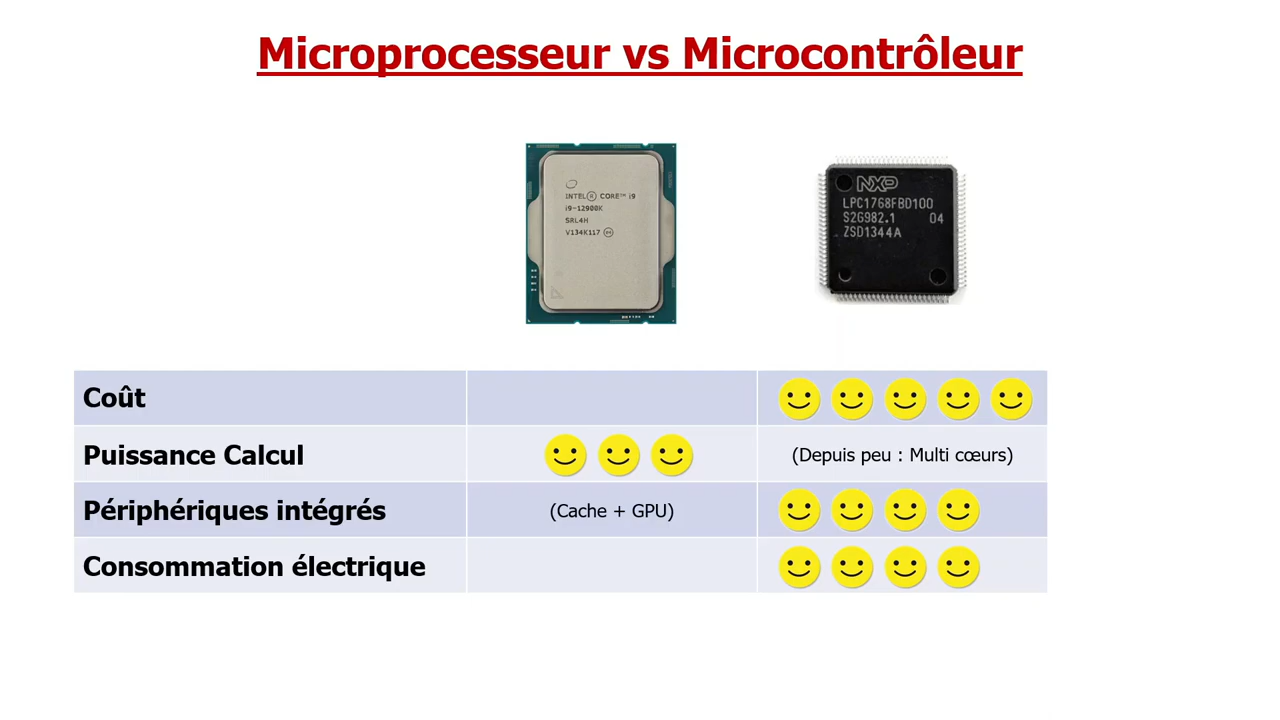 Microprocesseur vs Microcontrôleur
INTEL® CORE™ i9
i9-12900K
SRL4H
V134K117
NXP
LPC1768FBD100
S2G982.1 04
ZSD1344A
Coût
Puissance Calcul
(Depuis peu : Multi cœurs)
Périphériques intégrés
(Cache + GPU)
Consommation électrique